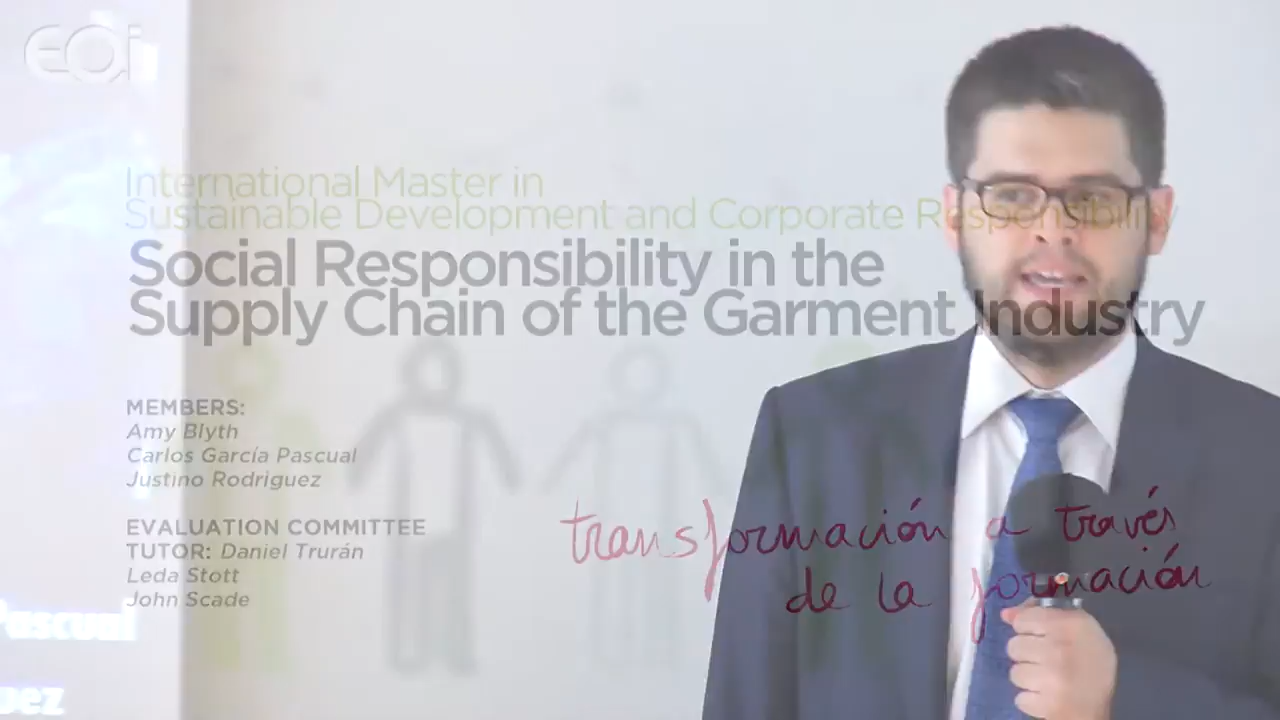 eoi
International Master in
Sustainable Development and Corporate Responsibility
Social Responsibility in the
Supply Chain of the Garment Industry
MEMBERS:
Amy Blyth
Carlos García Pascual
Justino Rodriguez
EVALUATION COMMITTEE
TUTOR: Daniel Trurán
Leda Stott
John Scade
transformación a través
de la formación
Pascual